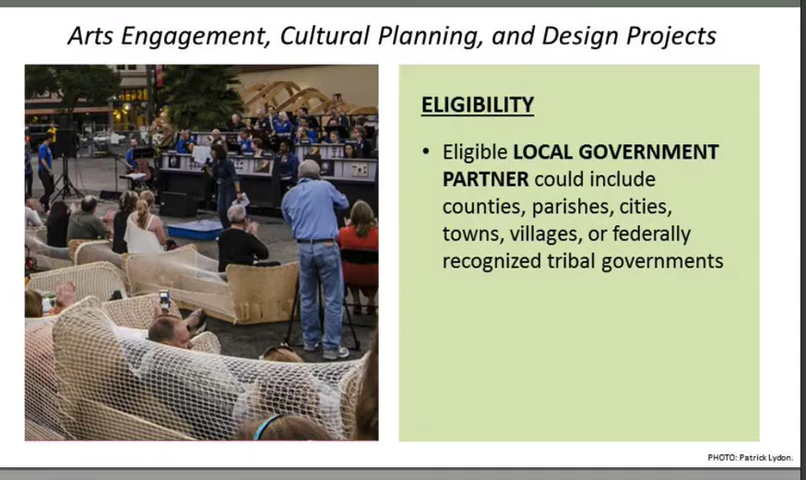 Arts Engagement, Cultural Planning, and Design Projects
ELIGIBILITY
• Eligible LOCAL GOVERNMENT
PARTNER could include
counties, parishes, cities,
towns, villages, or federally
recognized tribal governments
PHOTO: Patrick Lydon.